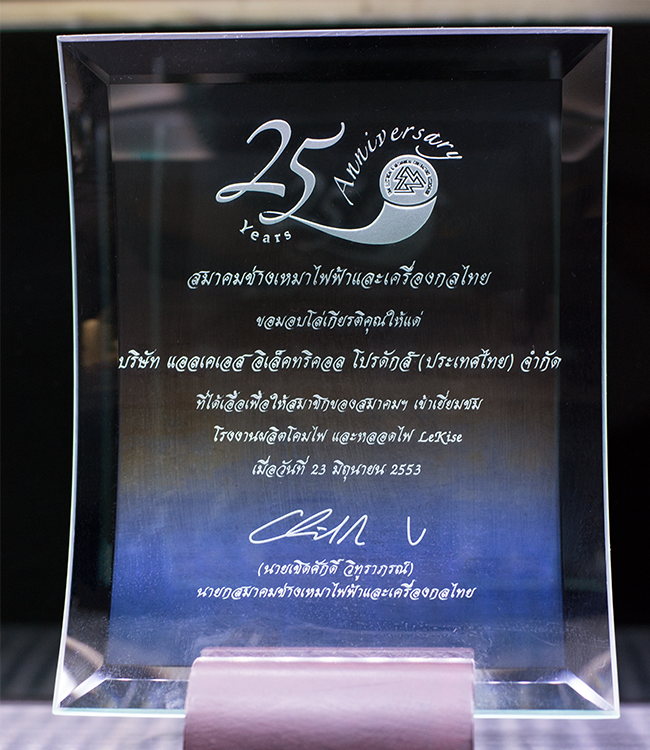 25 Anniversary
Years
สมาคมช่างเหมาไฟฟ้าและเครื่องกลไทย
ขอมอบโล่เกียรติคุณให้แด่
บริษัท แอลเคเอส อิเล็คทริคอล โปรดักส์ (ประเทศไทย) จำกัด
ที่ได้เอื้อเฟื้อให้สมาชิกของสมาคมฯ เข้าเยี่ยมชม
โรงงานผลิตโคมไฟ และหลอดไฟ LeKise
เมื่อวันที่ 23 มิถุนายน 2553
(นายเชิดศักดิ์ วิทูราภรณ์)
นายกสมาคมช่างเหมาไฟฟ้าและเครื่องกลไทย